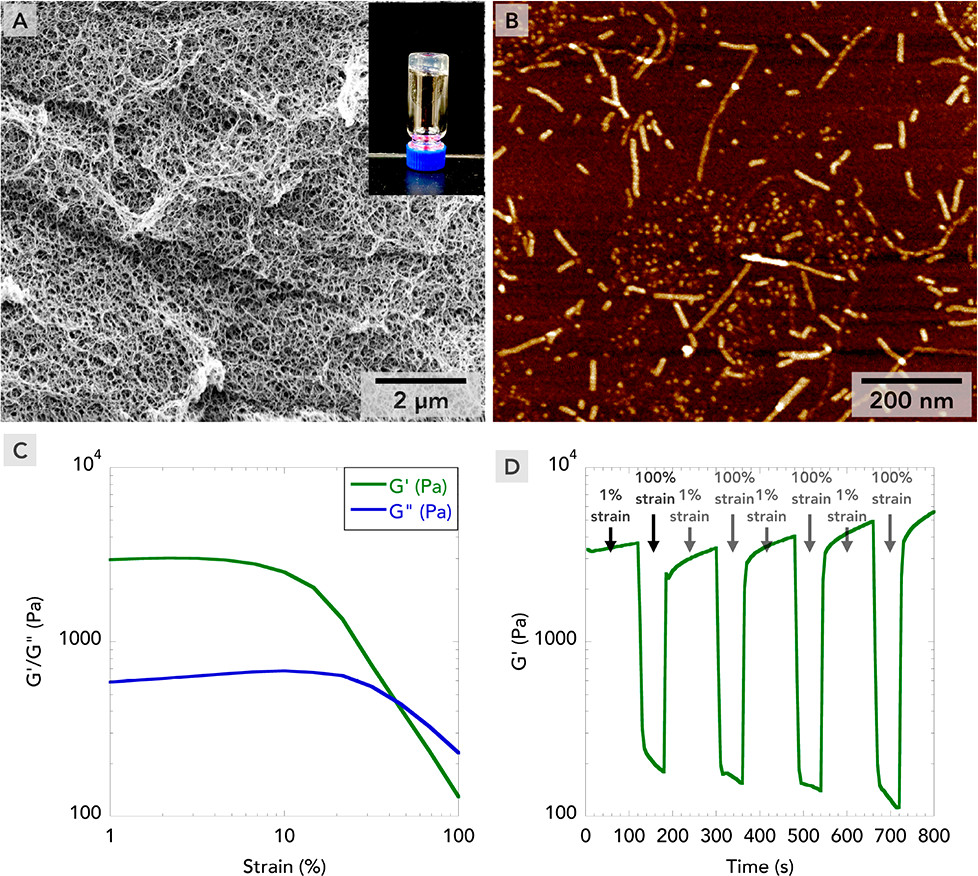 A
2 μm
B
200 nm
C
10⁴
1000
100
G'/G" (Pa)
G' (Pa)
G" (Pa)
1
10
100
Strain (%)
D
10⁴
1000
100
G' (Pa)
1%
strain
100%
strain
1%
strain
100%
strain
1%
strain
100%
strain
1%
strain
100%
strain
0
100
200
300
400
500
600
700
800
Time (s)